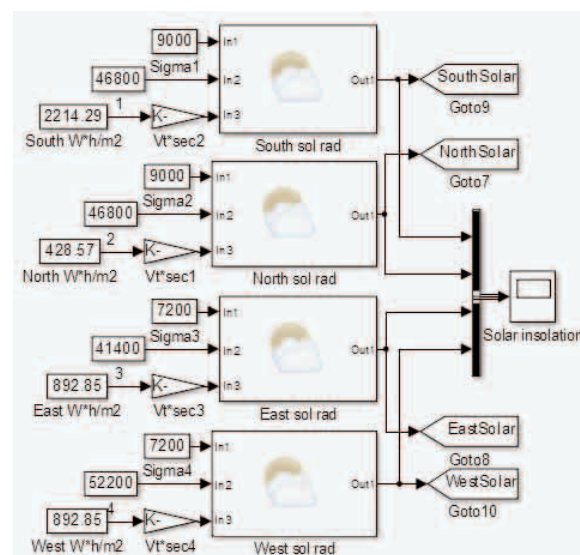 9000
In1
Sigma1
46800
In2
Out1
SouthSolar
Goto9
1
2214.29
K-
In3
South W*h/m2
Vt*sec2
South sol rad
NorthSolar
Goto7
9000
In1
Sigma2
46800
In2
Out1
2
428.57
K-
In3
North W*h/m2
Vt*sec1
North sol rad
7200
In1
Sigma3
41400
In2
Out1
Solar insolation
3
892.85
K-
In3
East W*h/m2
Vt*sec3
East sol rad
EastSolar
Goto8
7200
In1
Sigma4
52200
In2
Out1
WestSolar
Goto10
4
892.85
K-
In3
West W*h/m2
Vt*sec4
West sol rad